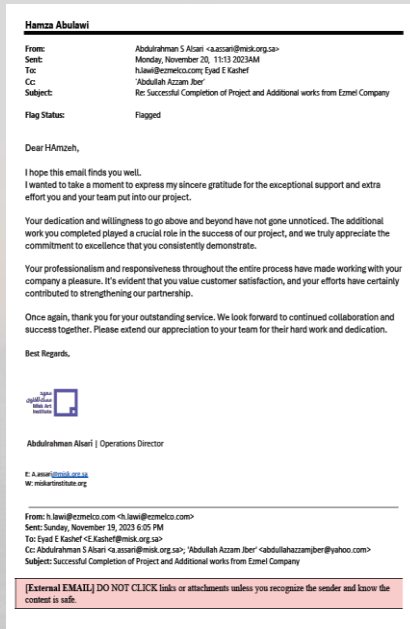 Hamza Abulawi
From: Abdulrahman S Alsari <a.assari@misk.org.sa>
Sent: Monday, November 20, 11:13 2023AM
To: h.lawi@ezmelco.com; Eyad E Kashef
Cc: 'Abdullah Azzam Jber'
Subject: Re: Successful Completion of Project and Additional works from Ezmel Company
Flag Status: Flagged
Dear HAmzeh,
I hope this email finds you well.
I wanted to take a moment to express my sincere gratitude for the exceptional support and extra
effort you and your team put into our project.
Your dedication and willingness to go above and beyond have not gone unnoticed. The additional
work you completed played a crucial role in the success of our project, and we truly appreciate the
commitment to excellence that you consistently demonstrate.
Your professionalism and responsiveness throughout the entire process have made working with your
company a pleasure. It's evident that you value customer satisfaction, and your efforts have certainly
contributed to strengthening our partnership.
Once again, thank you for your outstanding service. We look forward to continued collaboration and
success together. Please extend our appreciation to your team for their hard work and dedication.
Best Regards,
معهد
مسك للفنون
Misk Art
Institute
Abdulrahman Alsari | Operations Director
E: A.assari@misk.org.sa
W: miskartinstitute.org
From: h.lawi@ezmelco.com <h.lawi@ezmelco.com>
Sent: Sunday, November 19, 2023 6:05 PM
To: Eyad E Kashef <E.Kashef@misk.org.sa>
Cc: Abdulrahman S Alsari <a.assari@misk.org.sa>; 'Abdullah Azzam Jber' <abdullahazzamjber@yahoo.com>
Subject: Successful Completion of Project and Additional works from Ezmel Company
[External EMAIL] DO NOT CLICK links or attachments unless you recognize the sender and know the
content is safe.